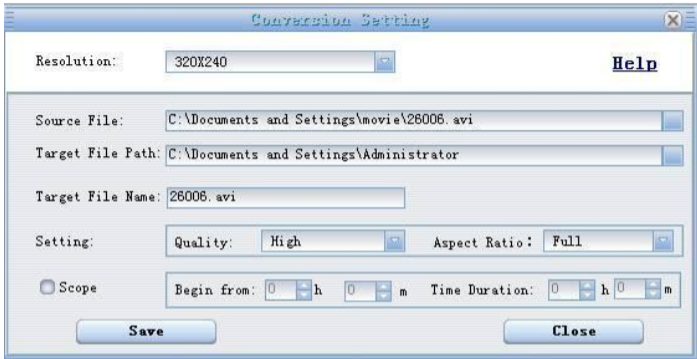 Conversion Setting
Resolution: 320X240 Help
Source File: C:\Documents and Settings\movie\26006.avi
Target File Path: C:\Documents and Settings\Administrator
Target File Name: 26006.avi
Setting: Quality: High Aspect Ratio: Full
Scope Begin from: 0 h 0 m Time Duration: 0 h 0 m
Save Close